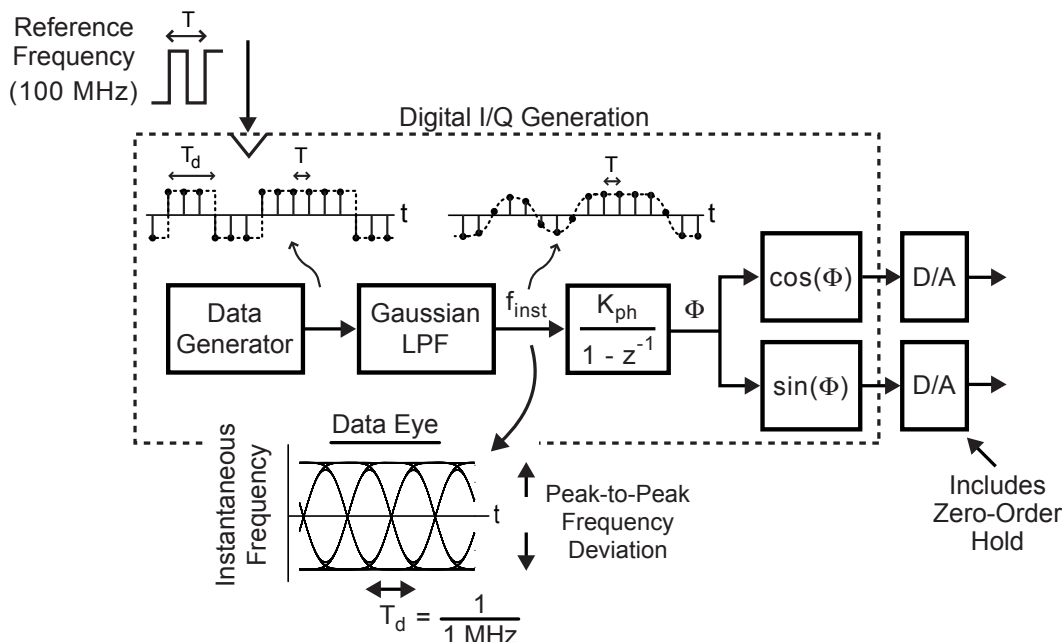 Reference
Frequency
(100 MHz)
T
Digital I/Q Generation
T_d
T
t
T
t
Data
Generator
Gaussian
LPF
f_inst
K_ph
1 - z^-1
Φ
cos(Φ)
D/A
sin(Φ)
D/A
Data Eye
Instantaneous
Frequency
t
Peak-to-Peak
Frequency
Deviation
Includes
Zero-Order
Hold
T_d = 1
1 MHz